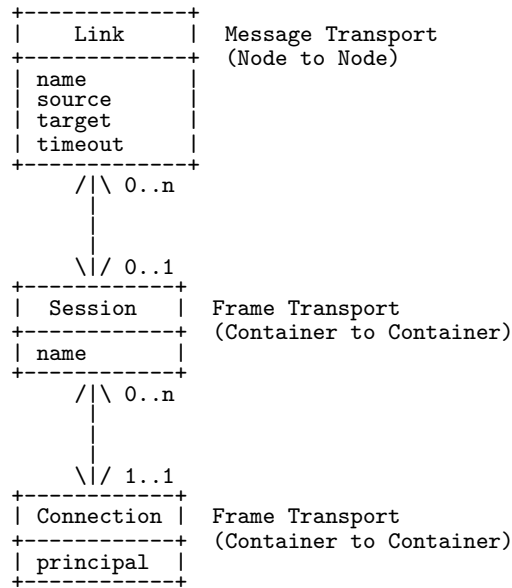 +-------------+
|    Link     |  Message Transport
+-------------+  (Node to Node)
| name        |
| source      |
| target      |
| timeout     |
+-------------+
     /|\ 0..n
      |
      |
      |
     \|/ 0..1
+------------+
|  Session   |  Frame Transport
+------------+  (Container to Container)
| name       |
+------------+
     /|\ 0..n
      |
      |
      |
     \|/ 1..1
+------------+
| Connection |  Frame Transport
+------------+  (Container to Container)
| principal  |
+------------+